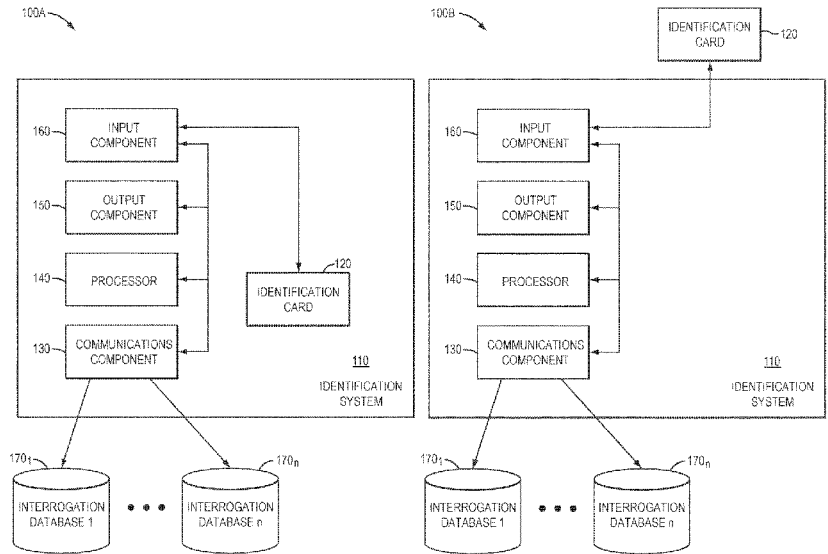 100A
160
INPUT
COMPONENT
150
OUTPUT
COMPONENT
140
PROCESSOR
120
IDENTIFICATION
CARD
130
COMMUNICATIONS
COMPONENT
110
IDENTIFICATION
SYSTEM
170₁
INTERROGATION
DATABASE 1
170ₙ
INTERROGATION
DATABASE n
100B
IDENTIFICATION
CARD
120
160
INPUT
COMPONENT
150
OUTPUT
COMPONENT
140
PROCESSOR
130
COMMUNICATIONS
COMPONENT
110
IDENTIFICATION
SYSTEM
170₁
INTERROGATION
DATABASE 1
170ₙ
INTERROGATION
DATABASE n